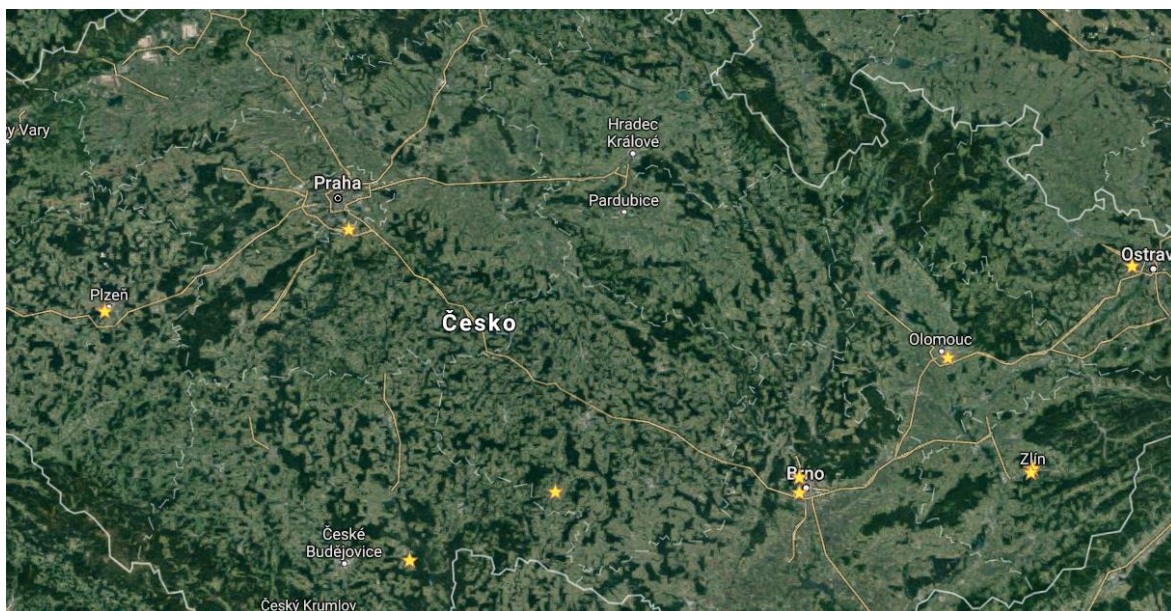 Hradec
Králové
y Vary
Praha
Pardubice
Ostrav
Plzeň
Česko
Olomouc
Zlín
Brno
České
Budějovice
Český Krumlov